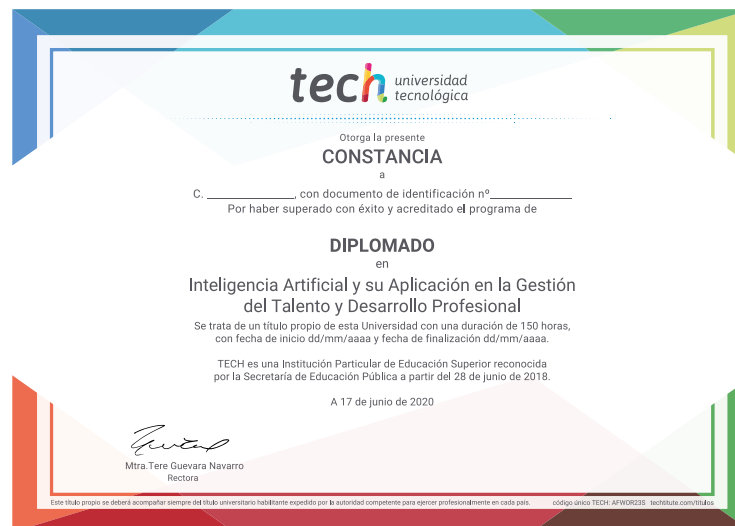 tech universidad
tecnológica
Otorga la presente
CONSTANCIA
a
C. ________________, con documento de identificación nº______________
Por haber superado con éxito y acreditado el programa de
DIPLOMADO
en
Inteligencia Artificial y su Aplicación en la Gestión
del Talento y Desarrollo Profesional
Se trata de un título propio de esta Universidad con una duración de 150 horas,
con fecha de inicio dd/mm/aaaa y fecha de finalización dd/mm/aaaa.
TECH es una Institución Particular de Educación Superior reconocida
por la Secretaría de Educación Pública a partir del 28 de junio de 2018.
A 17 de junio de 2020
Mtra.Tere Guevara Navarro
Rectora
Este título propio se deberá acompañar siempre del título universitario habilitante expedido por la autoridad competente para ejercer profesionalmente en cada país. código único TECH: AFWOR23S techtitute.com/titulos